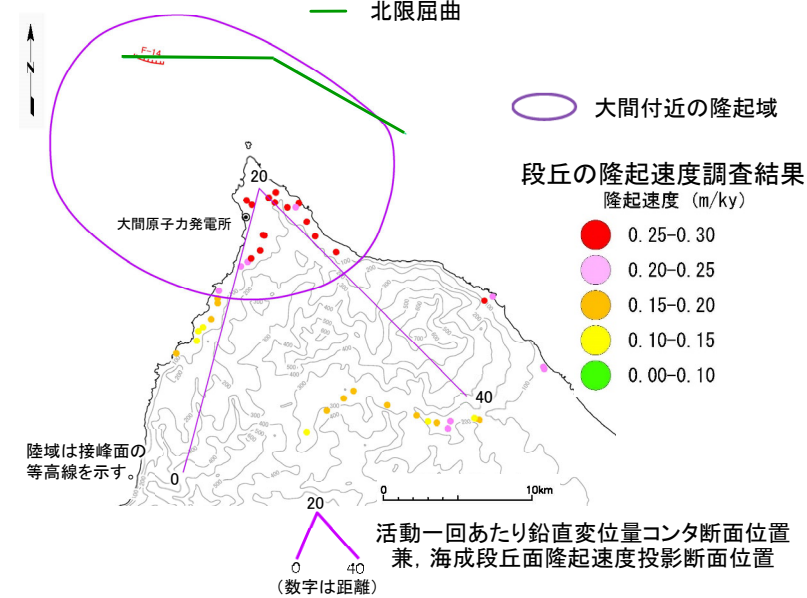 北限屈曲
N
F-14
大間付近の隆起域
段丘の隆起速度調査結果
隆起速度 (m/ky)
0.25-0.30
0.20-0.25
0.15-0.20
0.10-0.15
0.00-0.10
20
大間原子力発電所
40
陸域は接峰面の
等高線を示す。
0
0 10km
20
0 40
(数字は距離)
活動一回あたり鉛直変位量コンタ断面位置
兼, 海成段丘面隆起速度投影断面位置